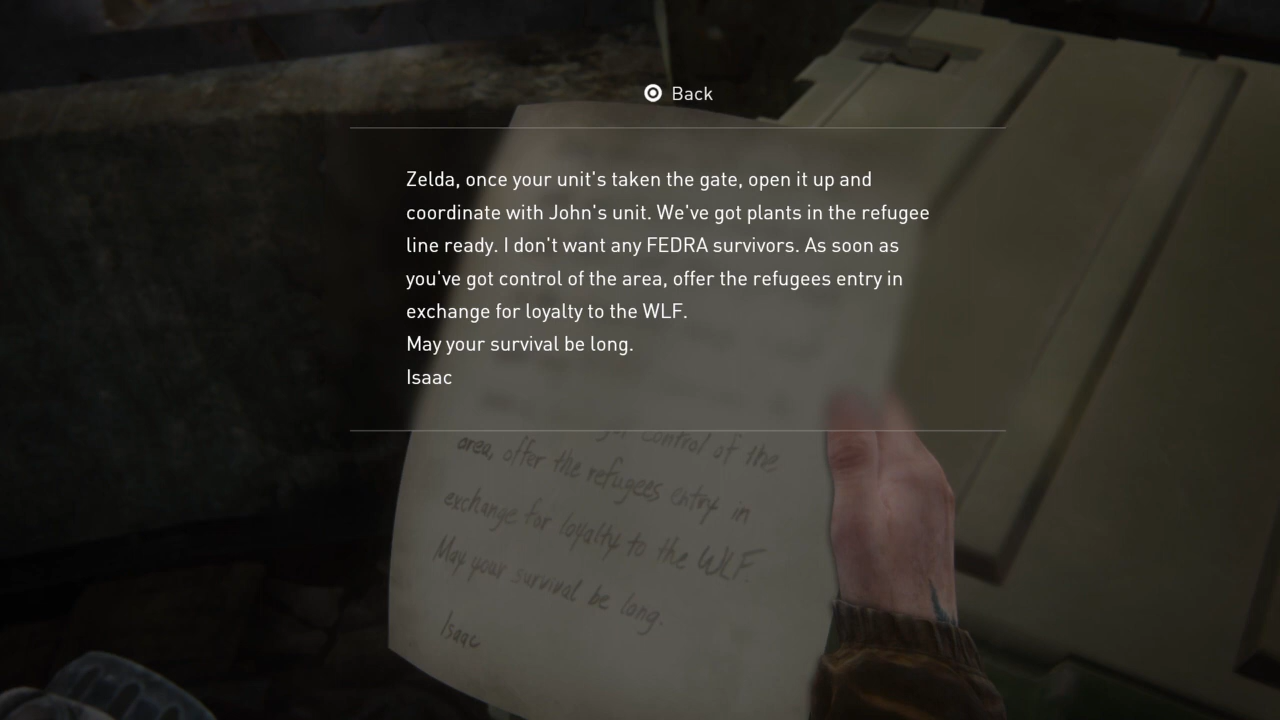 Back
Zelda, once your unit's taken the gate, open it up and
coordinate with John's unit. We've got plants in the refugee
line ready. I don't want any FEDRA survivors. As soon as
you've got control of the area, offer the refugees entry in
exchange for loyalty to the WLF.
May your survival be long.
Isaac
got control of the
area, offer the refugees entry in
exchange for loyalty to the WLF.
May your survival be long.
Isaac